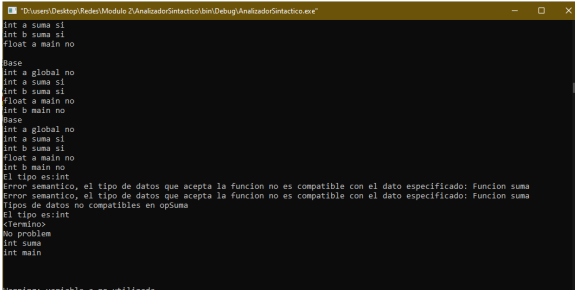 "D:\users\Desktop\Redes\Modulo 2\AnalizadorSintactico\bin\Debug\AnalizadorSintactico.exe"
int a suma si
int b suma si
float a main no
Base
int a global no
int a suma si
int b suma si
float a main no
int b main no
Base
int a global no
int a suma si
int b suma si
float a main no
int b main no
El tipo es:int
Error semantico, el tipo de datos que acepta la funcion no es compatible con el dato especificado: Funcion suma
Error semantico, el tipo de datos que acepta la funcion no es compatible con el dato especificado: Funcion suma
Tipos de datos no compatibles en opSuma
El tipo es:int
<Termino>
No problem
int suma
int main